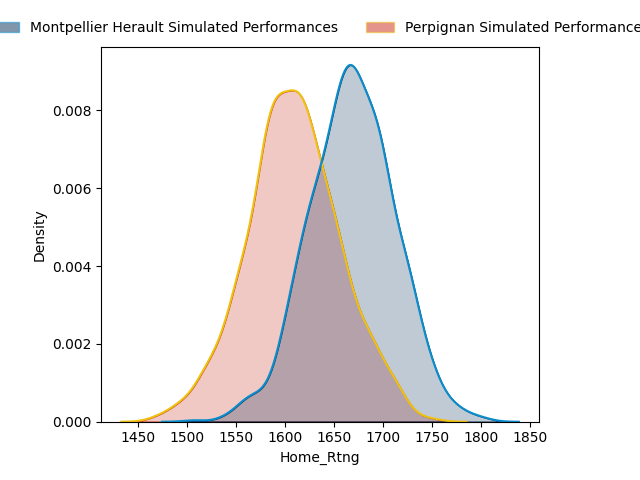 Montpellier Herault Simulated Performances Perpignan Simulated Performance
0.008
0.006
0.004
0.002
0.000
Density
1450 1500 1550 1600 1650 1700 1750 1800 1850
Home_Rtng